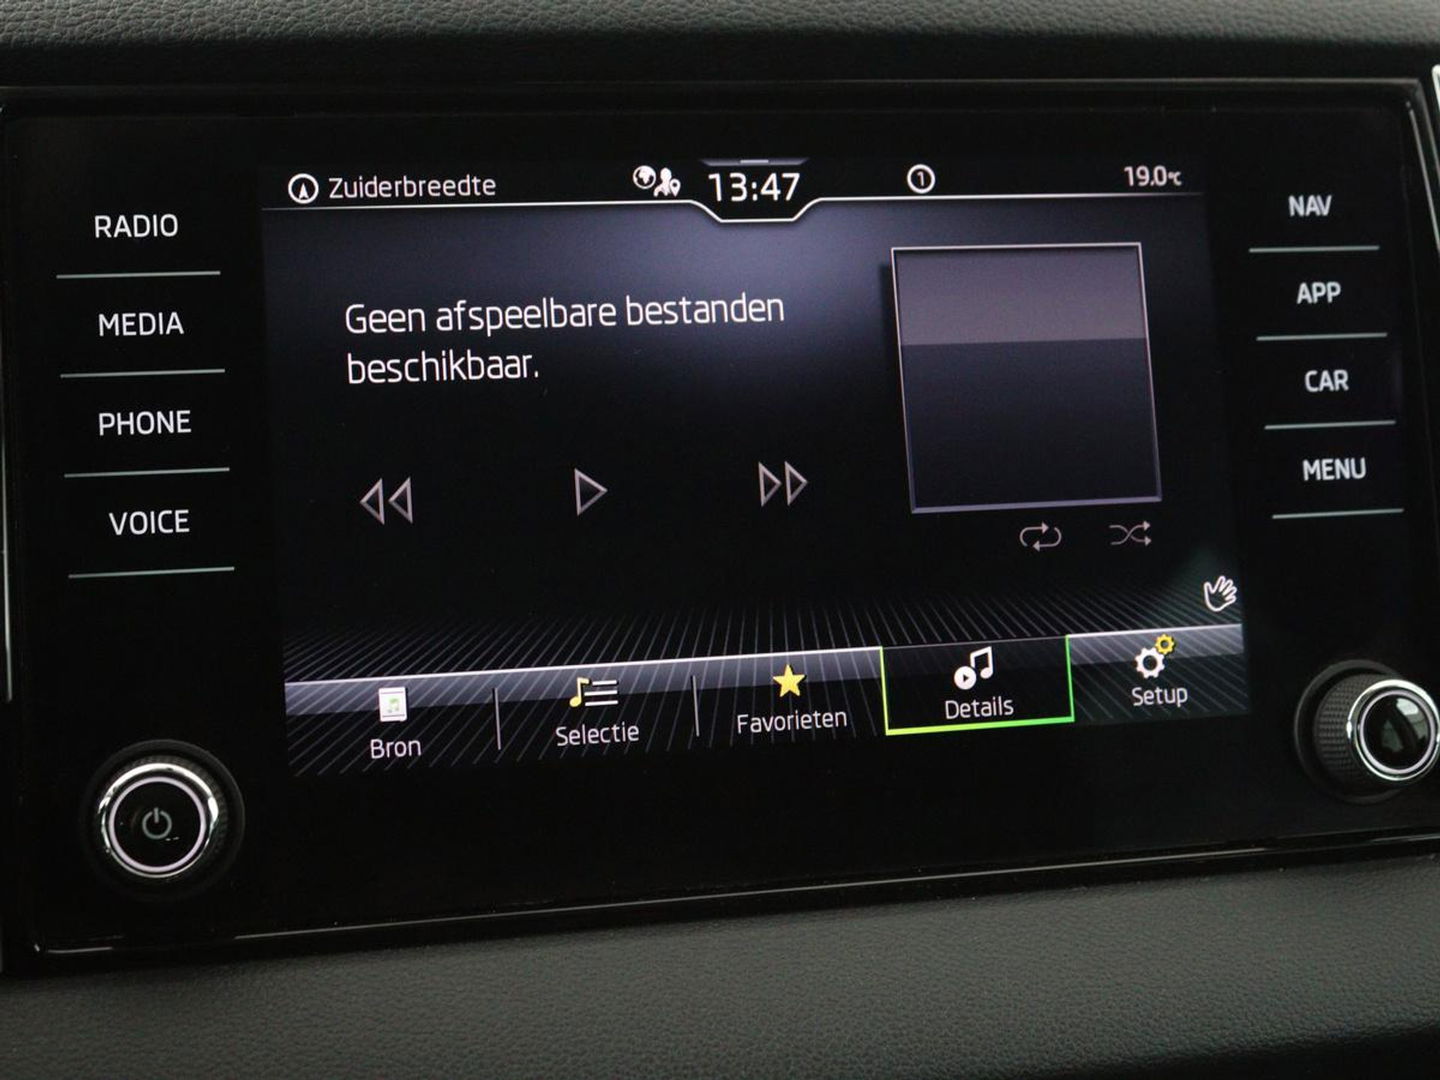 Zuiderbreedte
13:47
1
19.0°C
RADIO
MEDIA
PHONE
VOICE
Geen afspeelbare bestanden
beschikbaar.
NAV
APP
CAR
MENU
Bron
Selectie
Favorieten
Details
Setup